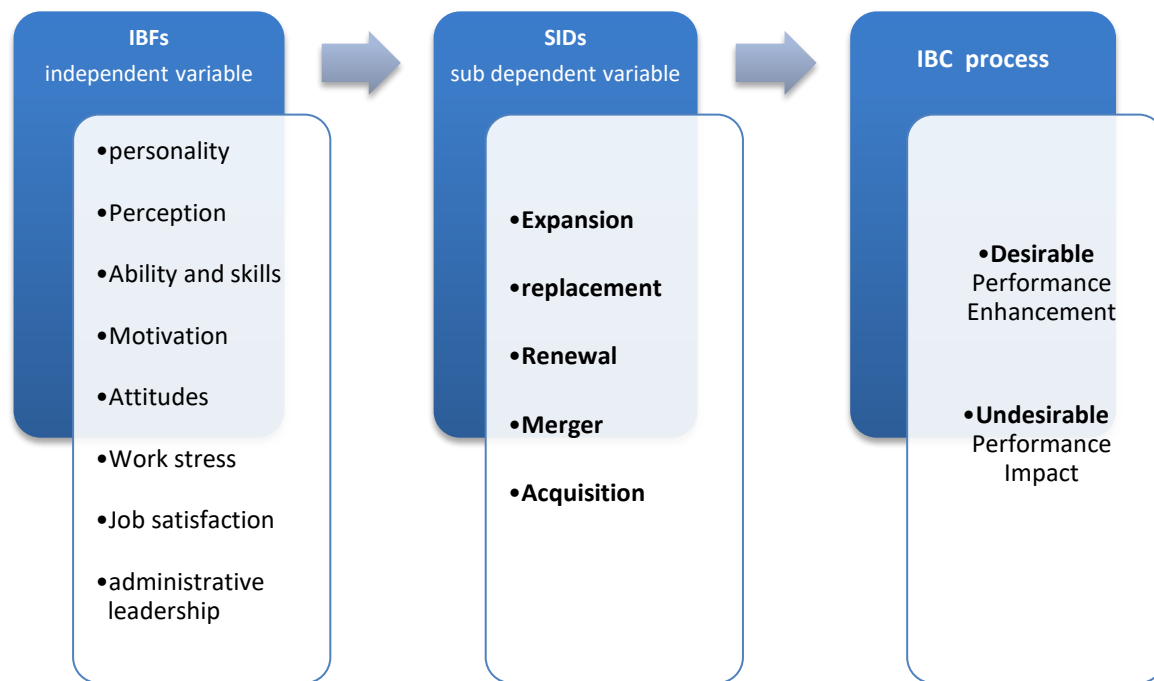 IBFs
independent variable
•personality
•Perception
•Ability and skills
•Motivation
•Attitudes
•Work stress
•Job satisfaction
•administrative
leadership
SIDs
sub dependent variable
•Expansion
•replacement
•Renewal
•Merger
•Acquisition
IBC process
•Desirable
Performance
Enhancement
•Undesirable
Performance
Impact